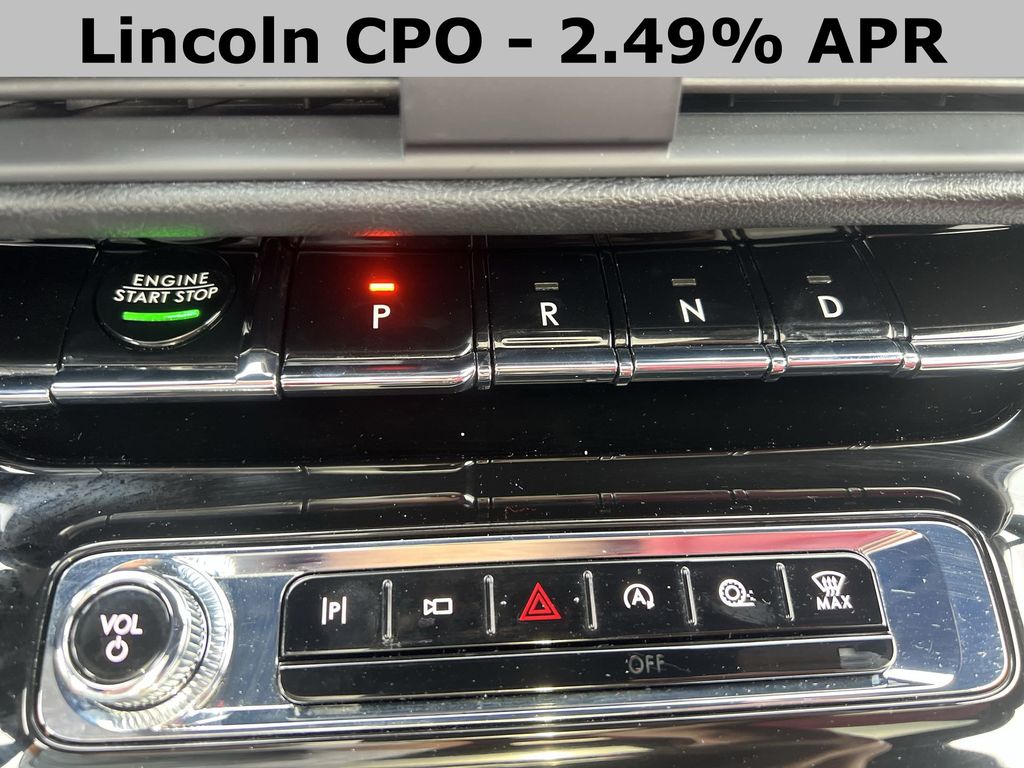 Lincoln CPO - 2.49% APR
ENGINE
START STOP
P
R
N
D
VOL
P
A
MAX
OFF